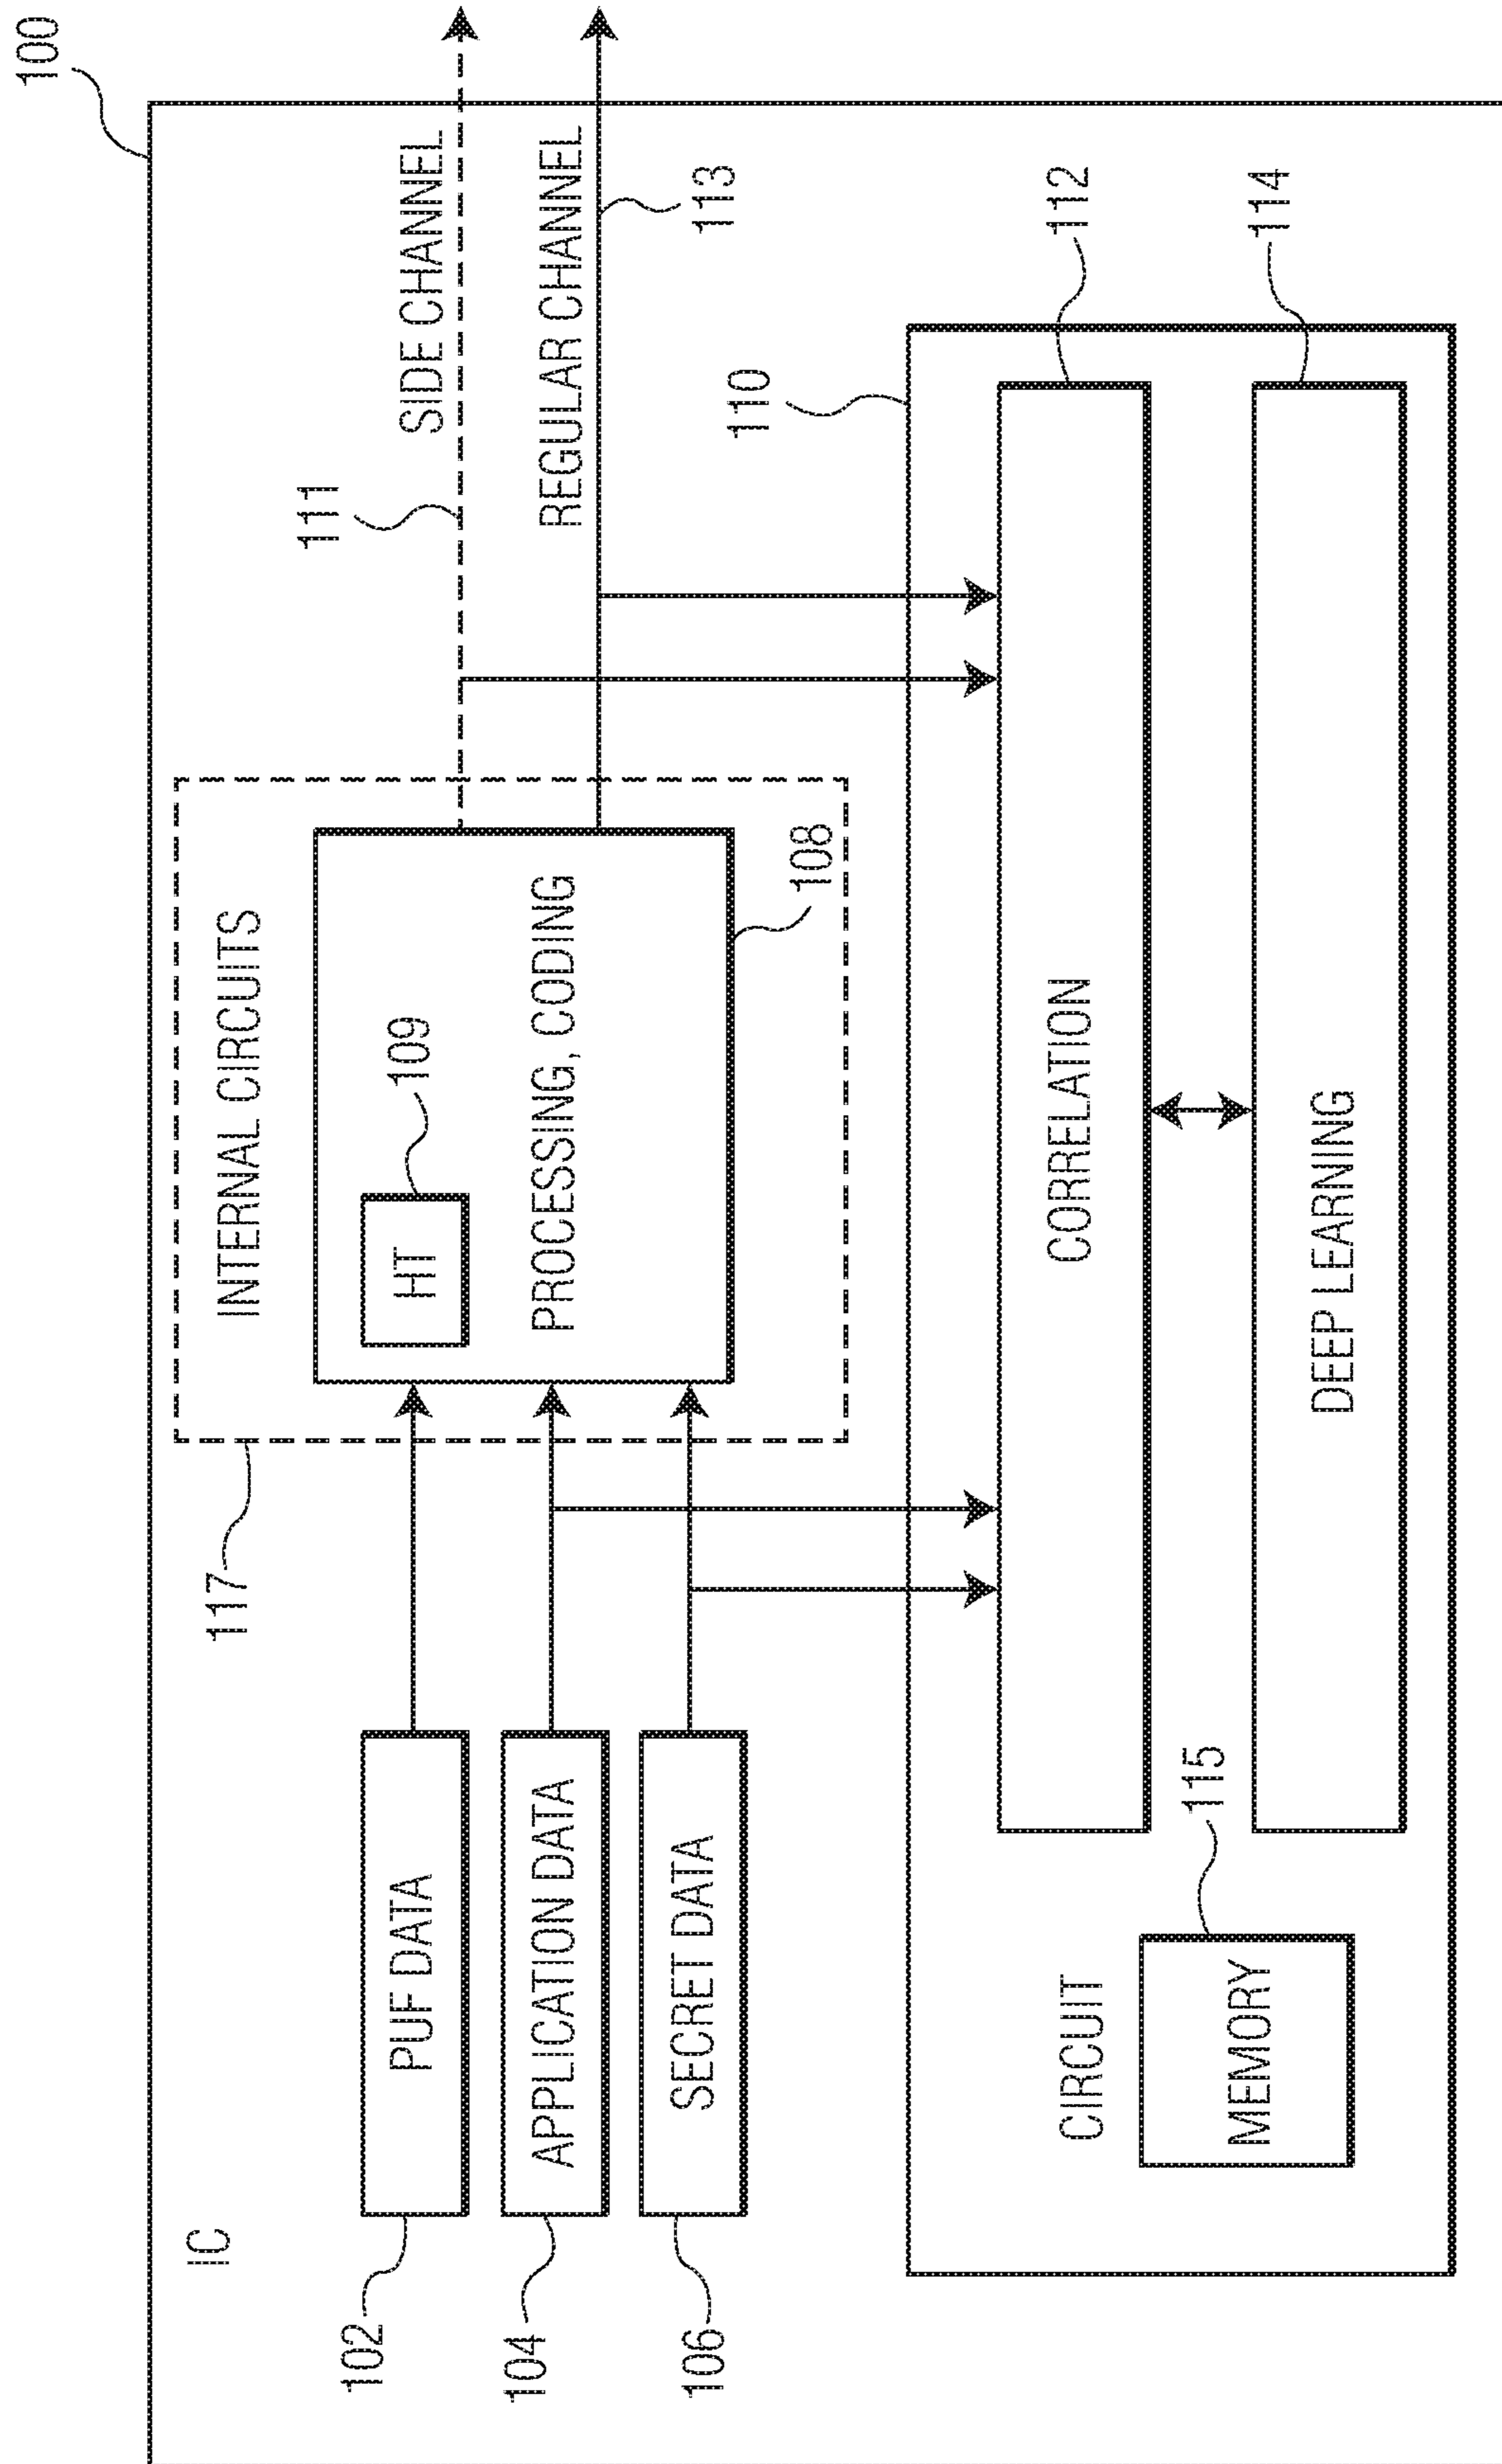 100
IC
117
INTERNAL CIRCUITS
111
SIDE CHANNEL
102
PUF DATA
HT
109
REGULAR CHANNEL
104
APPLICATION DATA
PROCESSING, CODING
113
106
SECRET DATA
108
110
CIRCUIT
CORRELATION
112
115
MEMORY
DEEP LEARNING
114